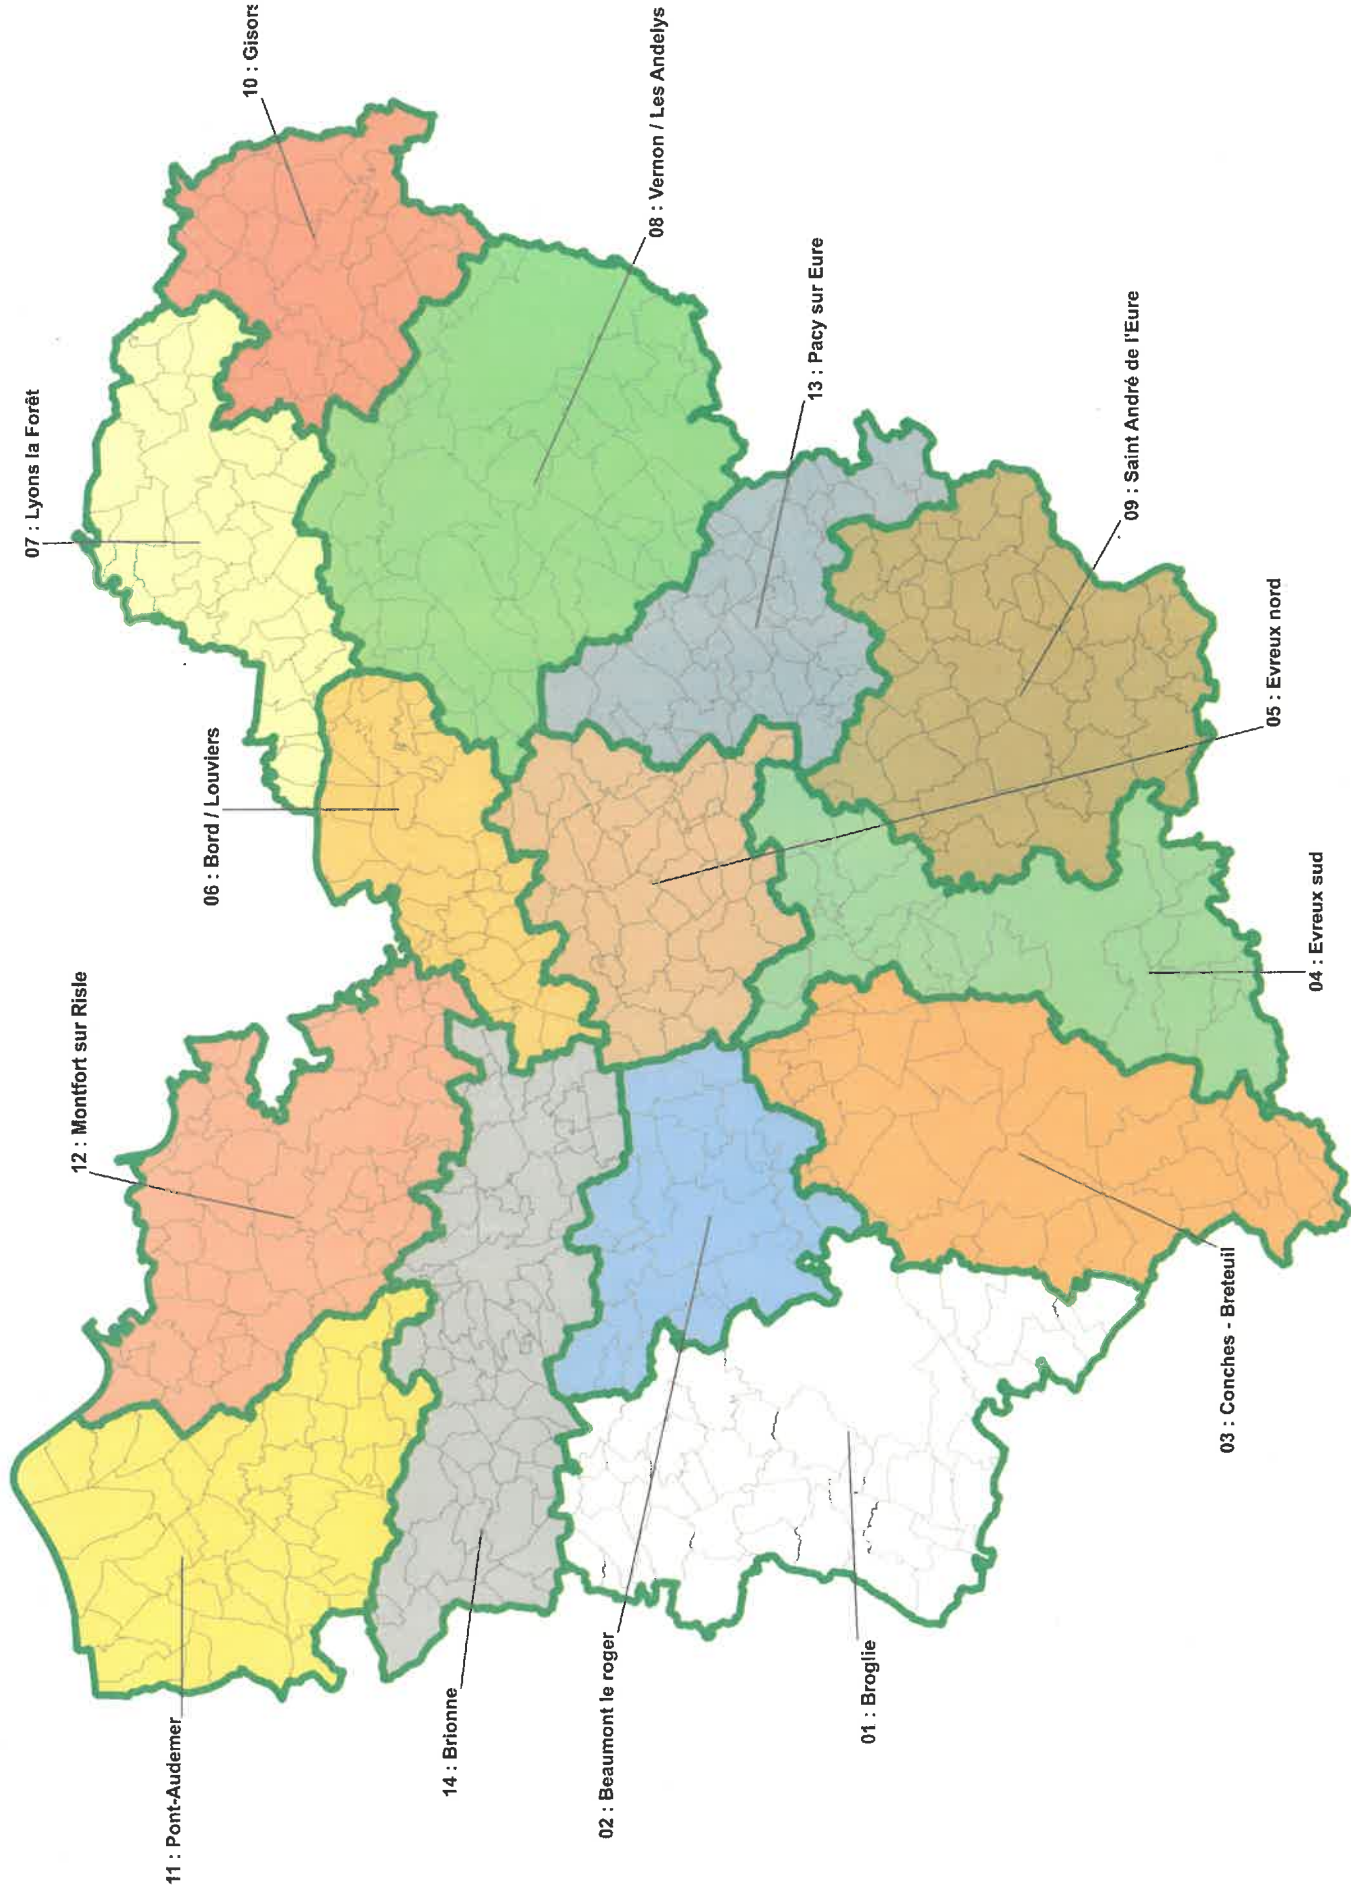 10 : Gisors
08 : Vernon / Les Andelys
07 : Lyons la Forêt
13 : Pacy sur Eure
09 : Saint André de l'Eure
05 : Evreux nord
06 : Bord / Louviers
04 : Evreux sud
12 : Montfort sur Risle
03 : Conches - Breteuil
11 : Pont-Audemer
14 : Brionne
02 : Beaumont le roger
01 : Broglie